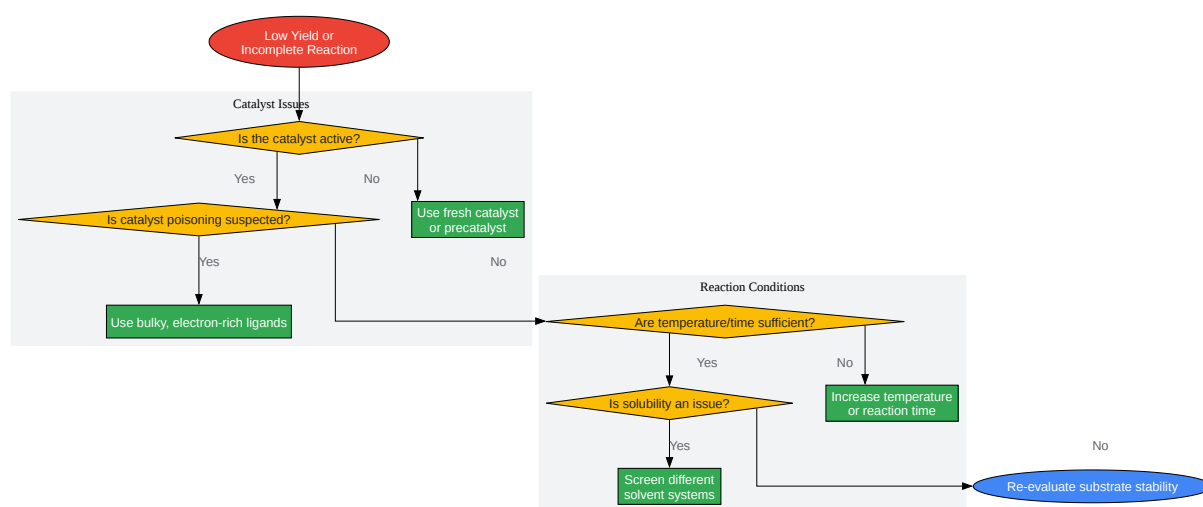 Low Yield or
Incomplete Reaction
Catalyst Issues
Is the catalyst active?
Yes
No
Use fresh catalyst
or precatalyst
Is catalyst poisoning suspected?
Yes
No
Use bulky, electron-rich ligands
Reaction Conditions
Are temperature/time sufficient?
Yes
No
Increase temperature
or reaction time
Is solubility an issue?
Yes
No
Screen different
solvent systems
Re-evaluate substrate stability